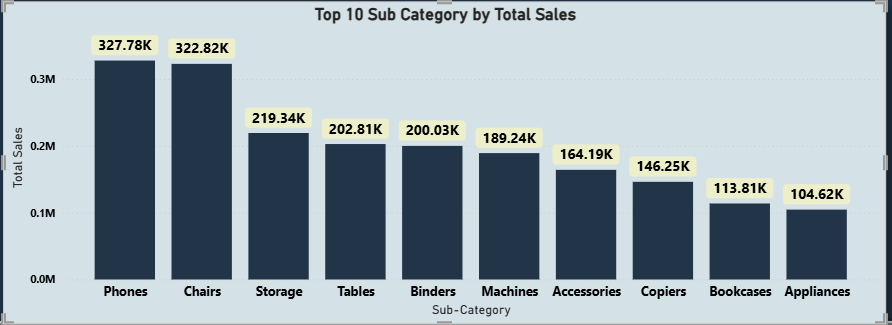 Top 10 Sub Category by Total Sales
327.78K
322.82K
219.34K
202.81K
200.03K
189.24K
164.19K
146.25K
113.81K
104.62K
0.3M
0.2M
0.1M
0.0M
Total Sales
Phones Chairs Storage Tables Binders Machines Accessories Copiers Bookcases Appliances
Sub-Category